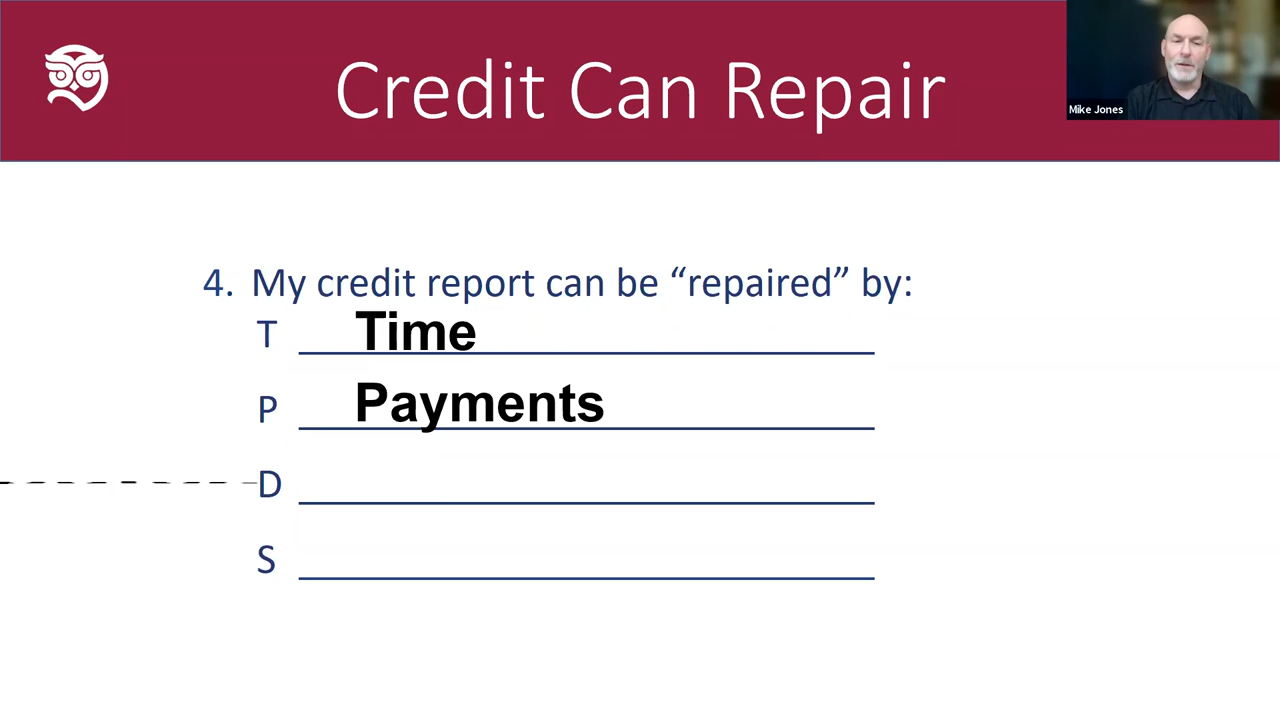 Credit Can Repair
Mike Jones
4. My credit report can be “repaired” by:
T Time
P Payments
D
S